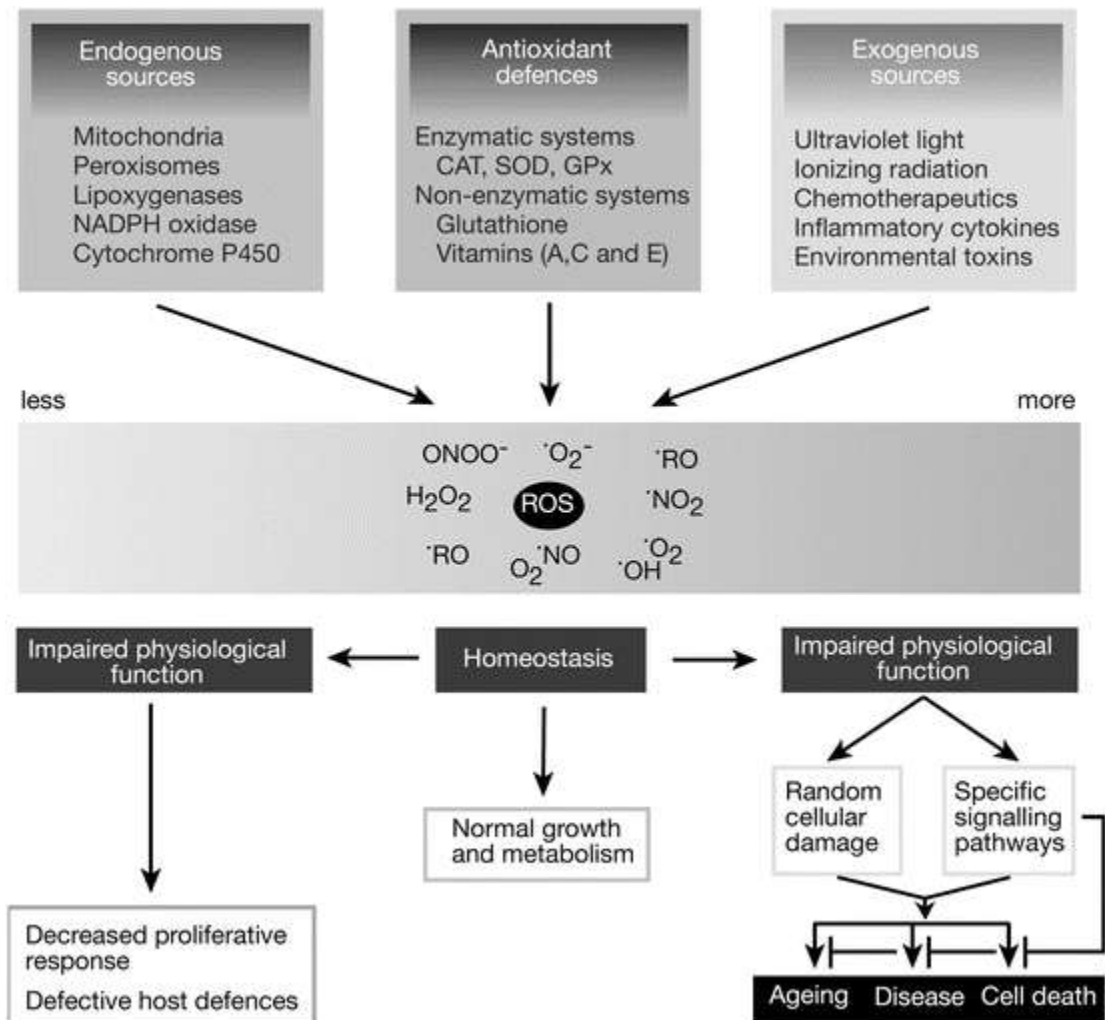 Endogenous
sources
Mitochondria
Peroxisomes
Lipoxygenases
NADPH oxidase
Cytochrome P450
Antioxidant
defences
Enzymatic systems
CAT, SOD, GPx
Non-enzymatic systems
Glutathione
Vitamins (A,C and E)
Exogenous
sources
Ultraviolet light
Ionizing radiation
Chemotherapeutics
Inflammatory cytokines
Environmental toxins
less
more
ONOO⁻
·O₂⁻
·RO
H₂O₂
ROS
·NO₂
·RO
O₂
·NO
·OH
·O₂
Impaired physiological
function
Homeostasis
Impaired physiological
function
Normal growth
and metabolism
Random
cellular
damage
Specific
signalling
pathways
Decreased proliferative
response
Defective host defences
Ageing
Disease
Cell death